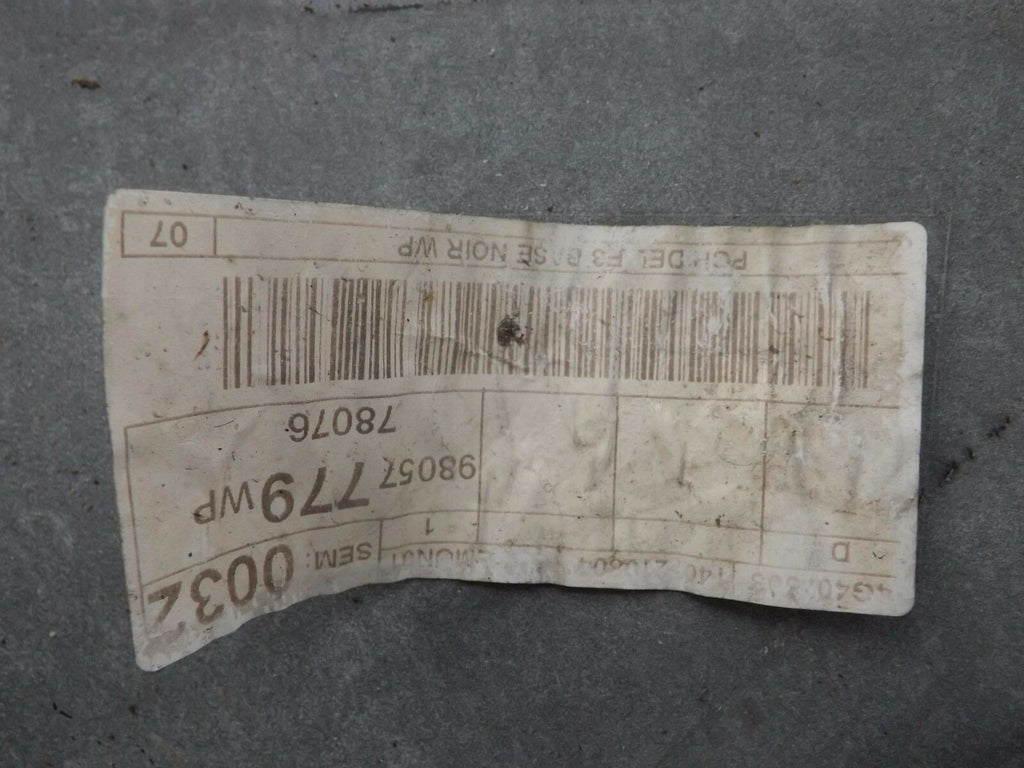 SEM: 0032
D 1
98057 779WP
78076
PCH DEL F3 BASE NOIR WP 07